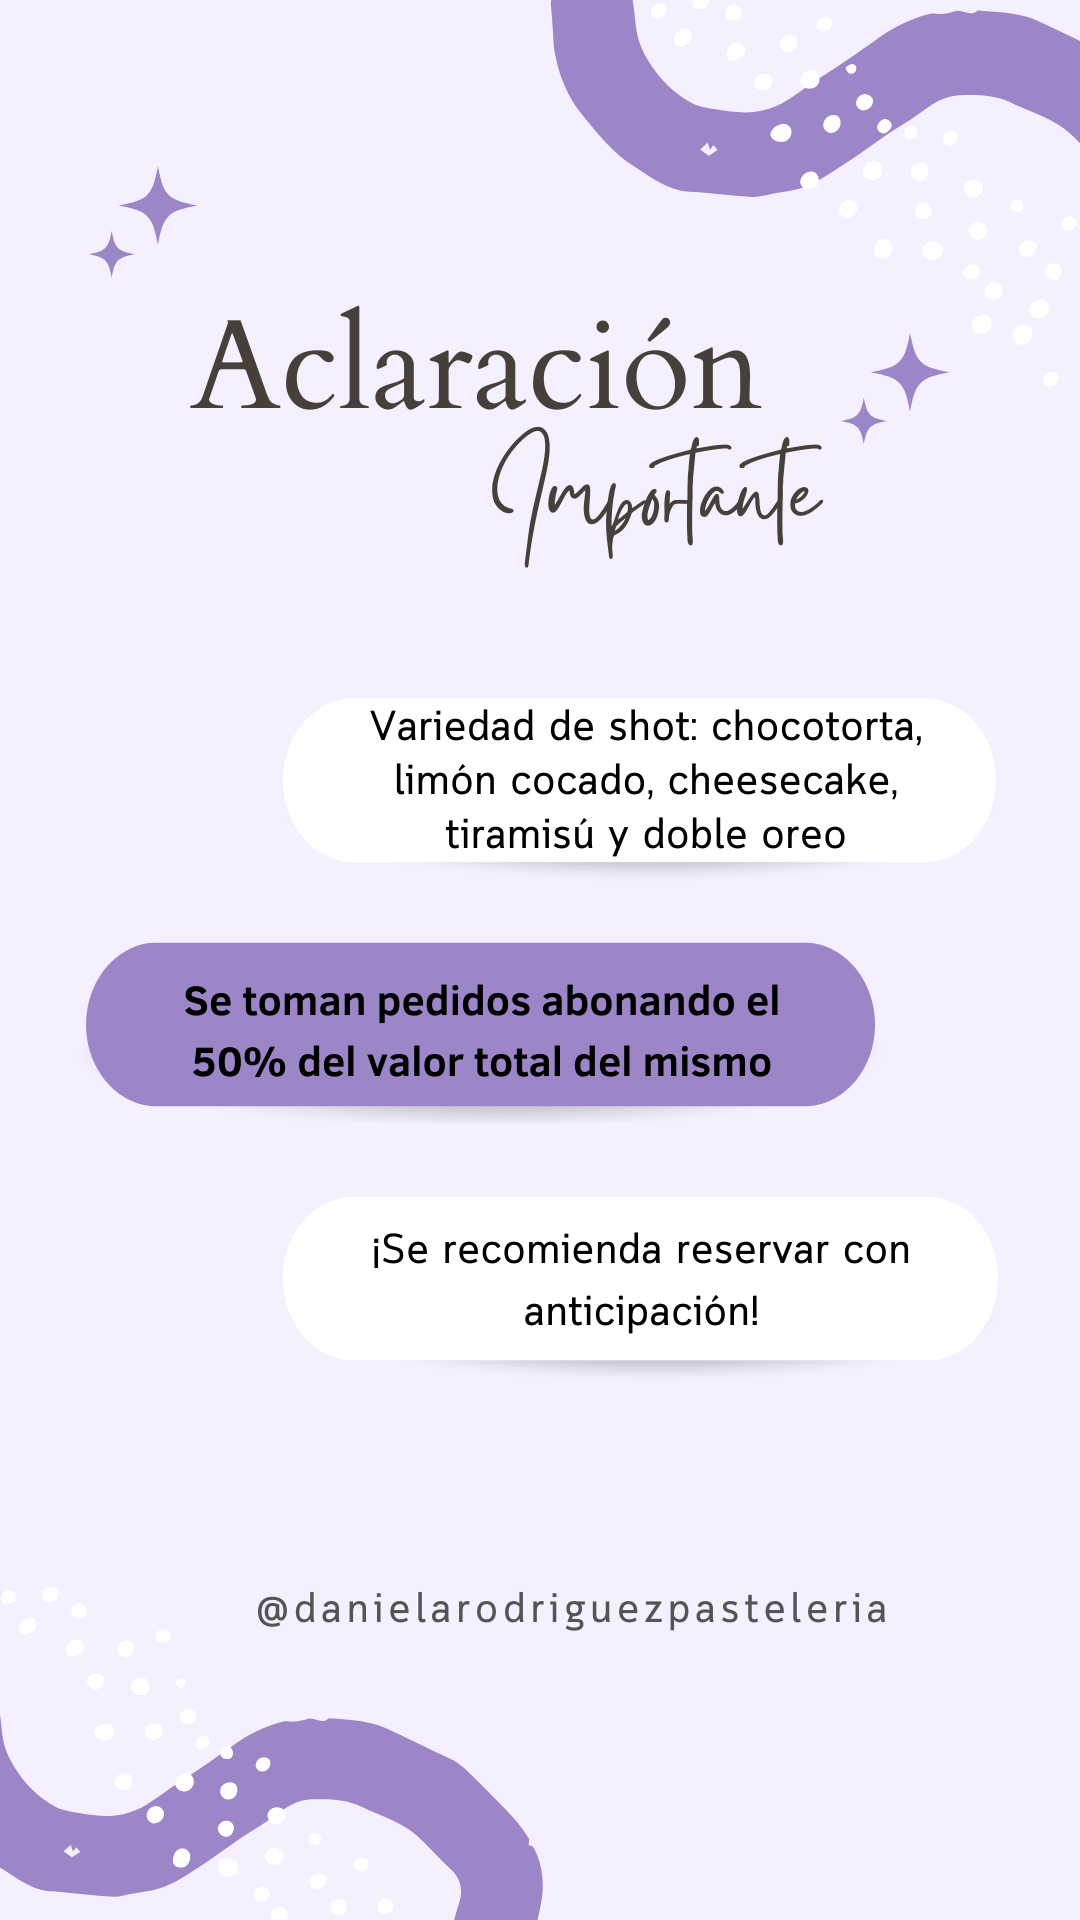 Aclaración
Importante
Variedad de shot: chocotorta,
limón cocado, cheesecake,
tiramisú y doble oreo
Se toman pedidos abonando el
50% del valor total del mismo
¡Se recomienda reservar con
anticipación!
@danielarodriguezpasteleria